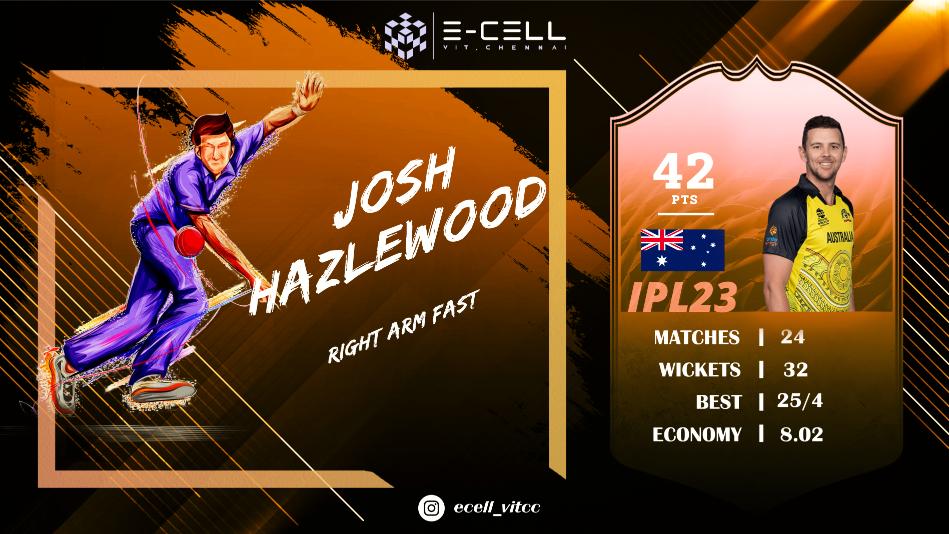 E-CELL
VIT, CHENNAI
JOSH
HAZLEWOOD
RIGHT ARM FAST
42
PTS
AUSTRALIA
IPL23
MATCHES | 24
WICKETS | 32
BEST | 25/4
ECONOMY | 8.02
ecell_vitcc